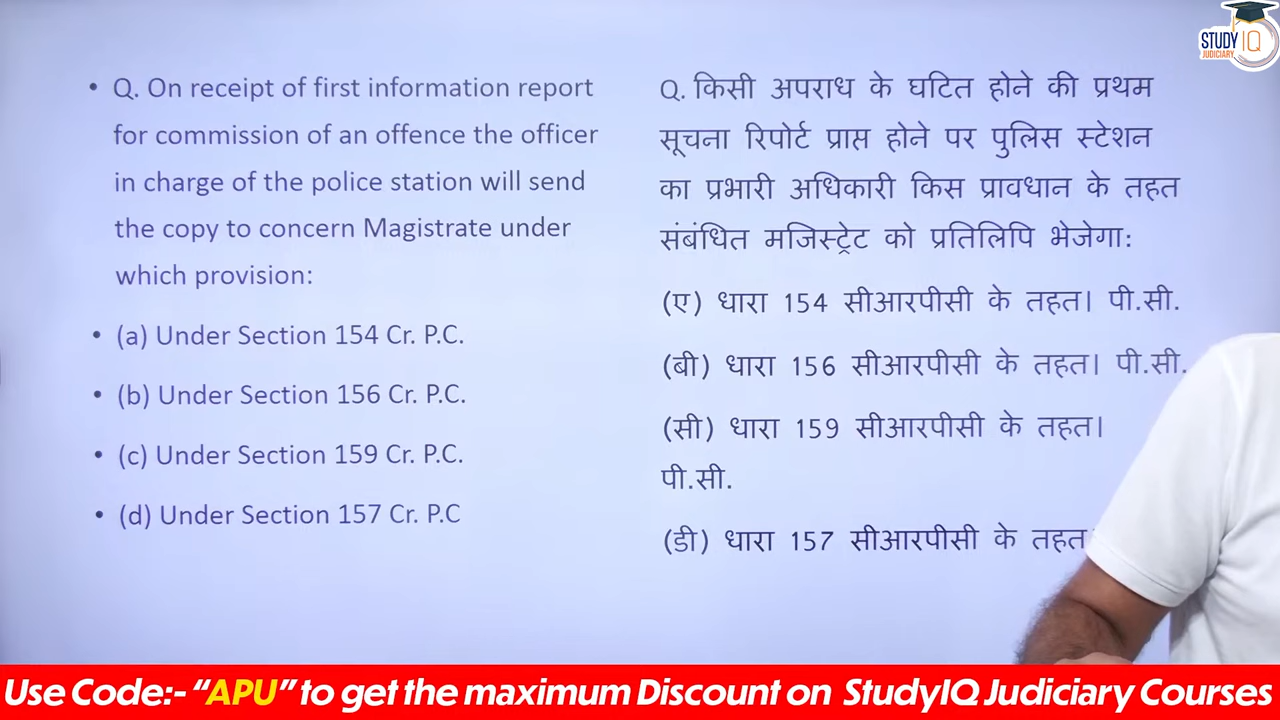 STUDY IQ
JUDICIARY
• Q. On receipt of first information report
for commission of an offence the officer
in charge of the police station will send
the copy to concern Magistrate under
which provision:
• (a) Under Section 154 Cr. P.C.
• (b) Under Section 156 Cr. P.C.
• (c) Under Section 159 Cr. P.C.
• (d) Under Section 157 Cr. P.C
Q. किसी अपराध के घटित होने की प्रथम
सूचना रिपोर्ट प्राप्त होने पर पुलिस स्टेशन
का प्रभारी अधिकारी किस प्रावधान के तहत
संबंधित मजिस्ट्रेट को प्रतिलिपि भेजेगा:
(ए) धारा 154 सीआरपीसी के तहत। पी.सी.
(बी) धारा 156 सीआरपीसी के तहत। पी.सी.
(सी) धारा 159 सीआरपीसी के तहत।
पी.सी.
(डी) धारा 157 सीआरपीसी के तहत
Use Code:- “APU” to get the maximum Discount on StudyIQ Judiciary Courses